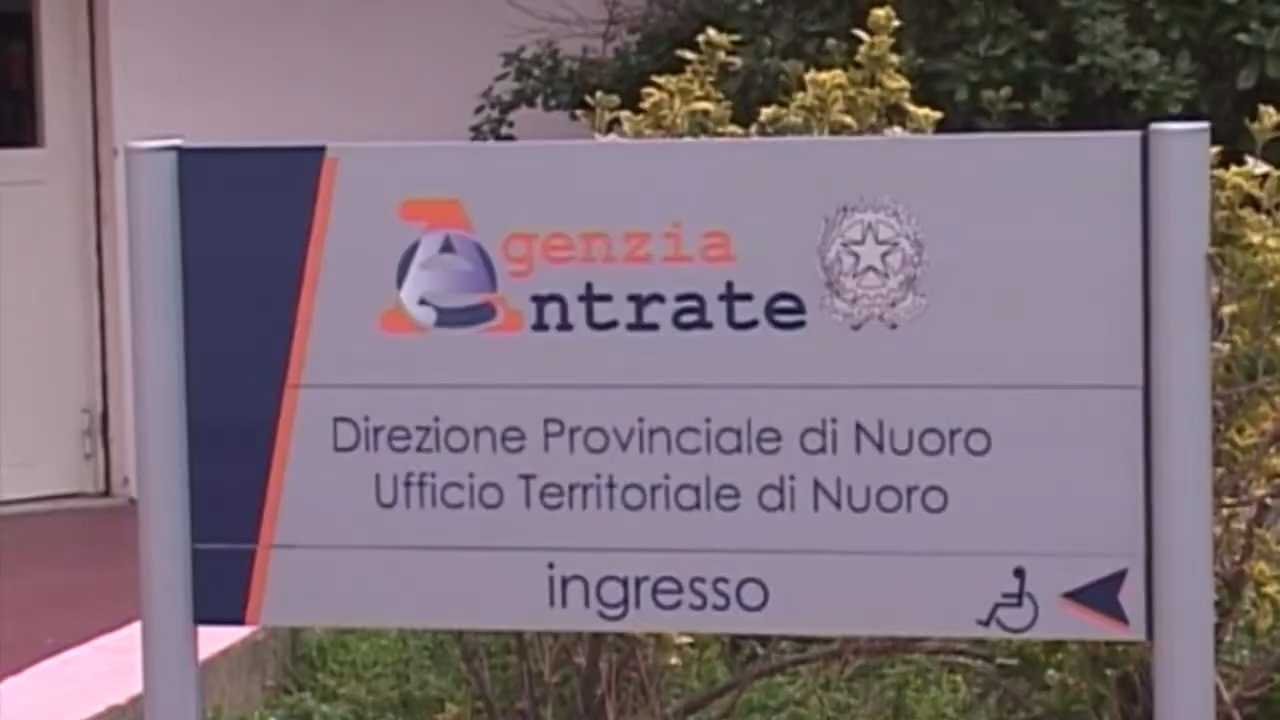 Agenzia
Entrate
Direzione Provinciale di Nuoro
Ufficio Territoriale di Nuoro
ingresso